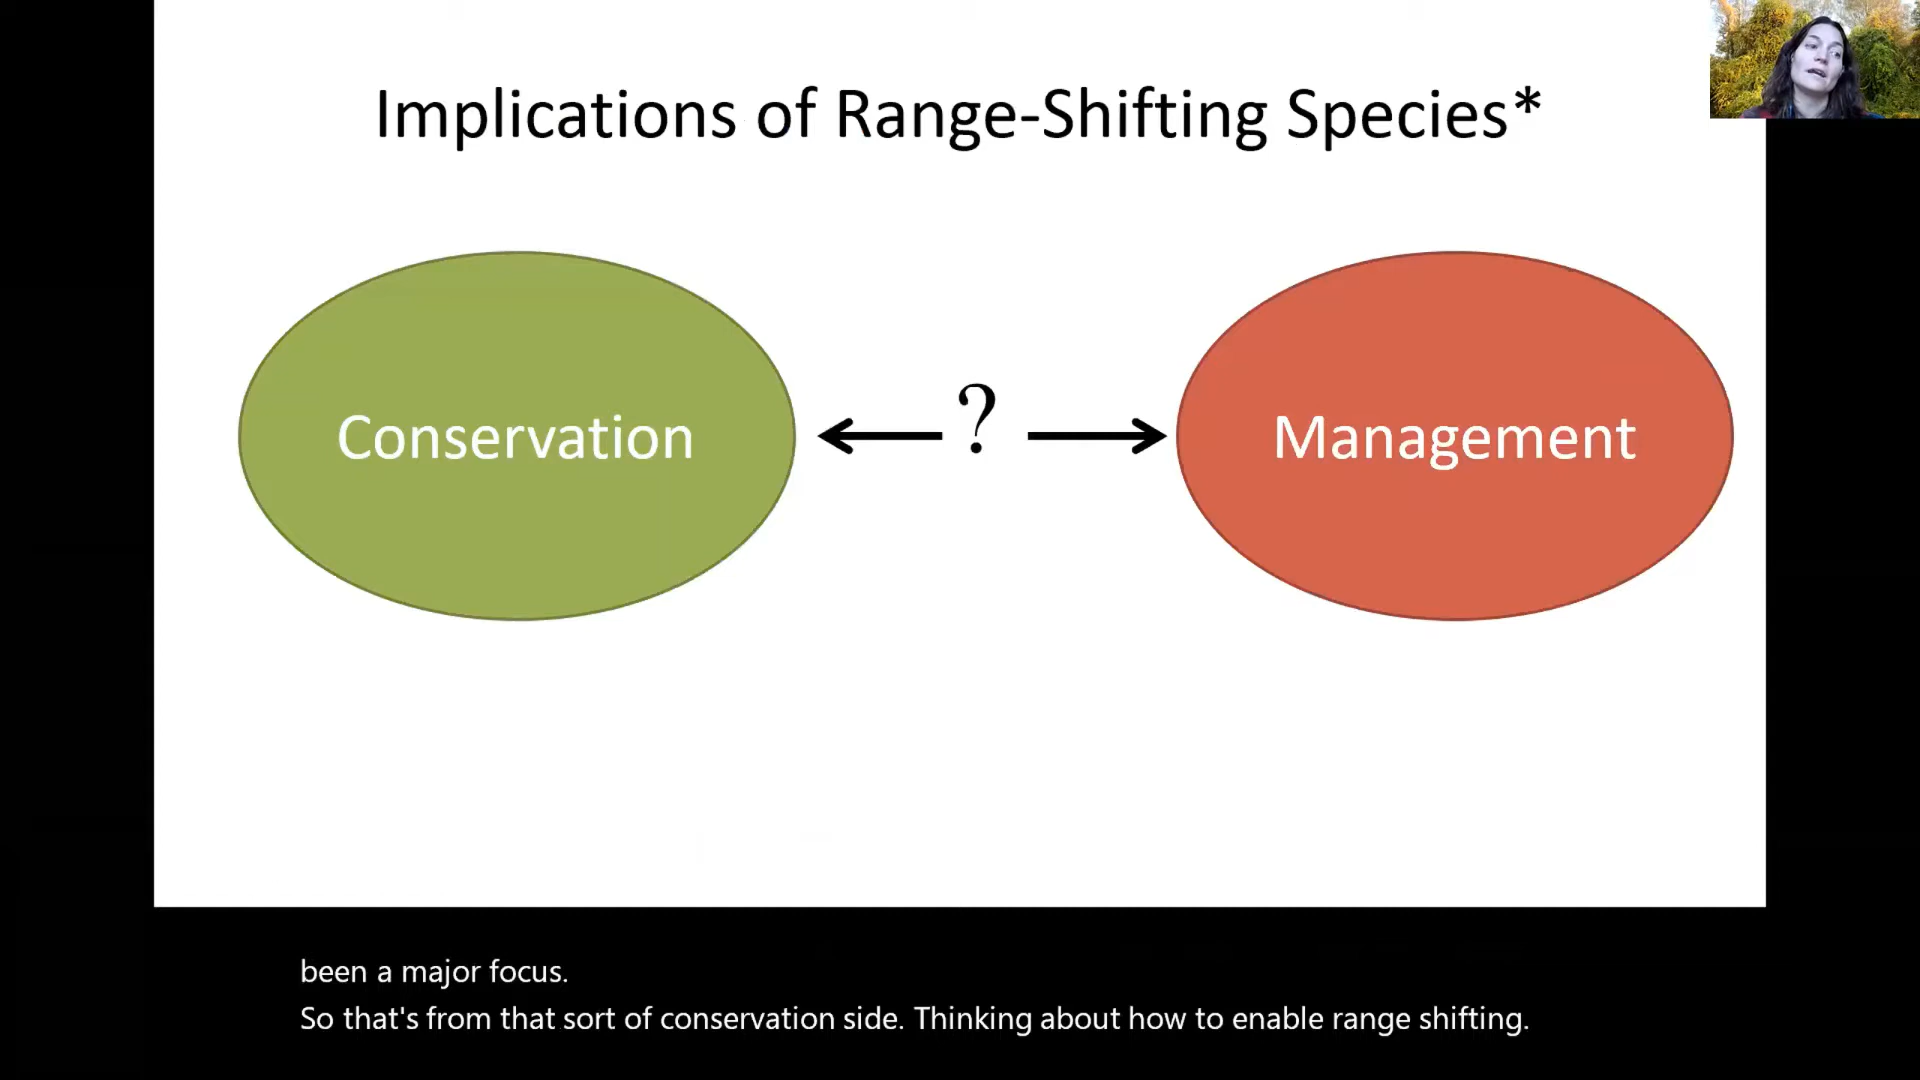 Implications of Range-Shifting Species*
Conservation
?
Management
been a major focus.
So that's from that sort of conservation side. Thinking about how to enable range shifting.